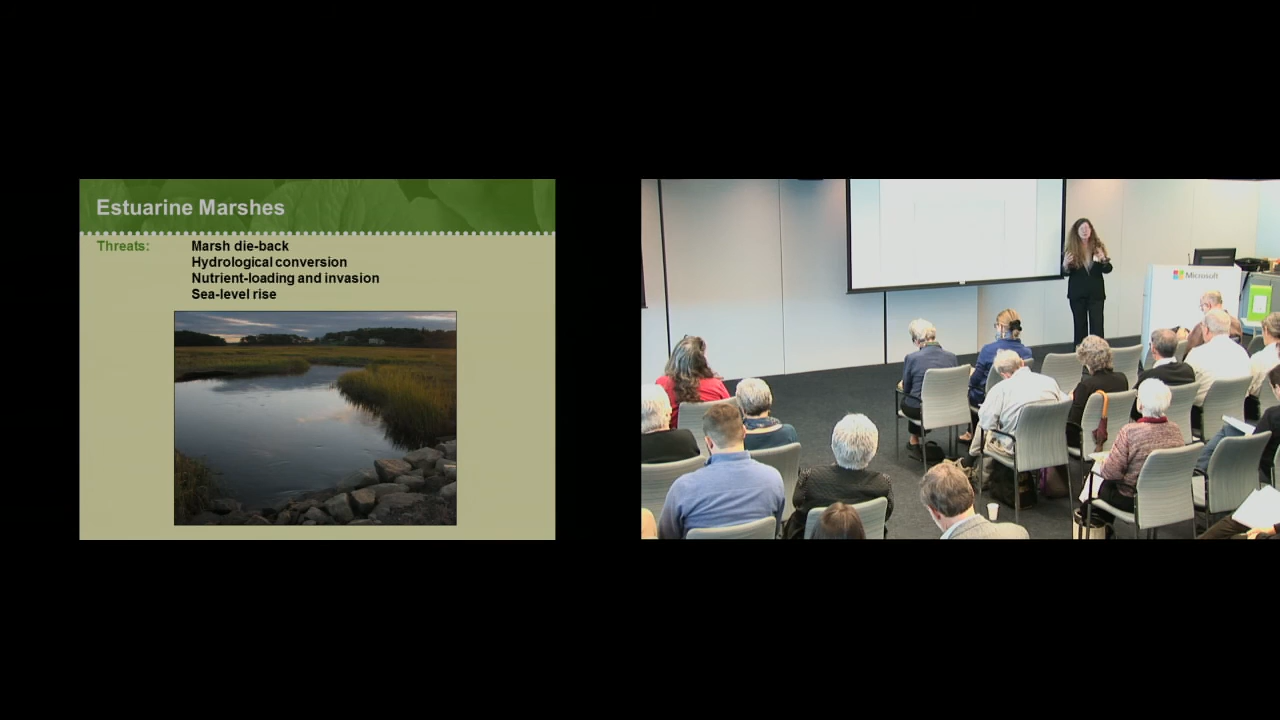 Estuarine Marshes
Threats: Marsh die-back
Hydrological conversion
Nutrient-loading and invasion
Sea-level rise
Microsoft